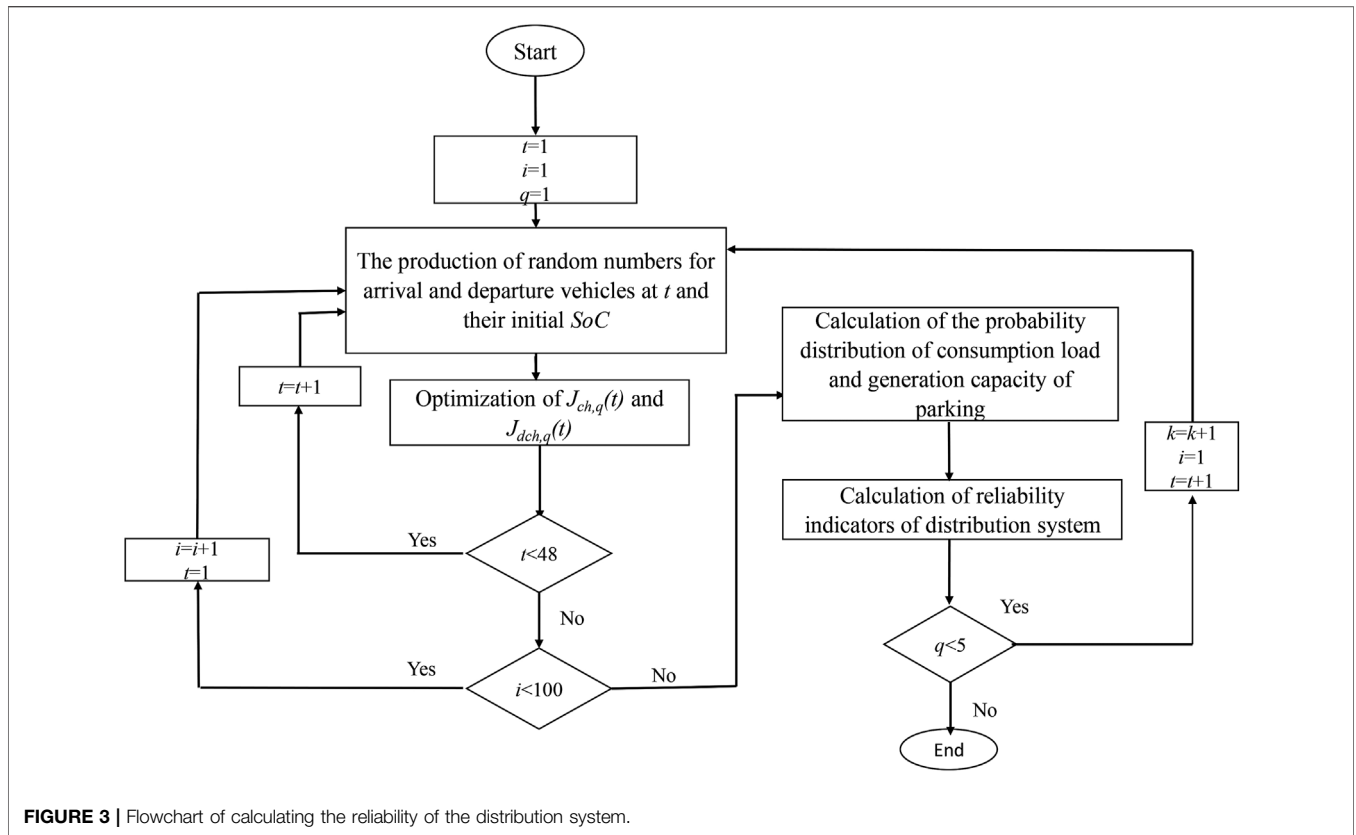 Start
t=1
i=1
q=1
The production of random numbers for
arrival and departure vehicles at t and
their initial SoC
t=t+1
Optimization of J_ch,q(t) and
J_dch,q(t)
i=i+1
t=1
Yes
t<48
No
Yes
i<100
No
Calculation of the probability
distribution of consumption load
and generation capacity of
parking
k=k+1
i=1
t=t+1
Calculation of reliability
indicators of distribution system
Yes
q<5
No
End
FIGURE 3 | Flowchart of calculating the reliability of the distribution system.